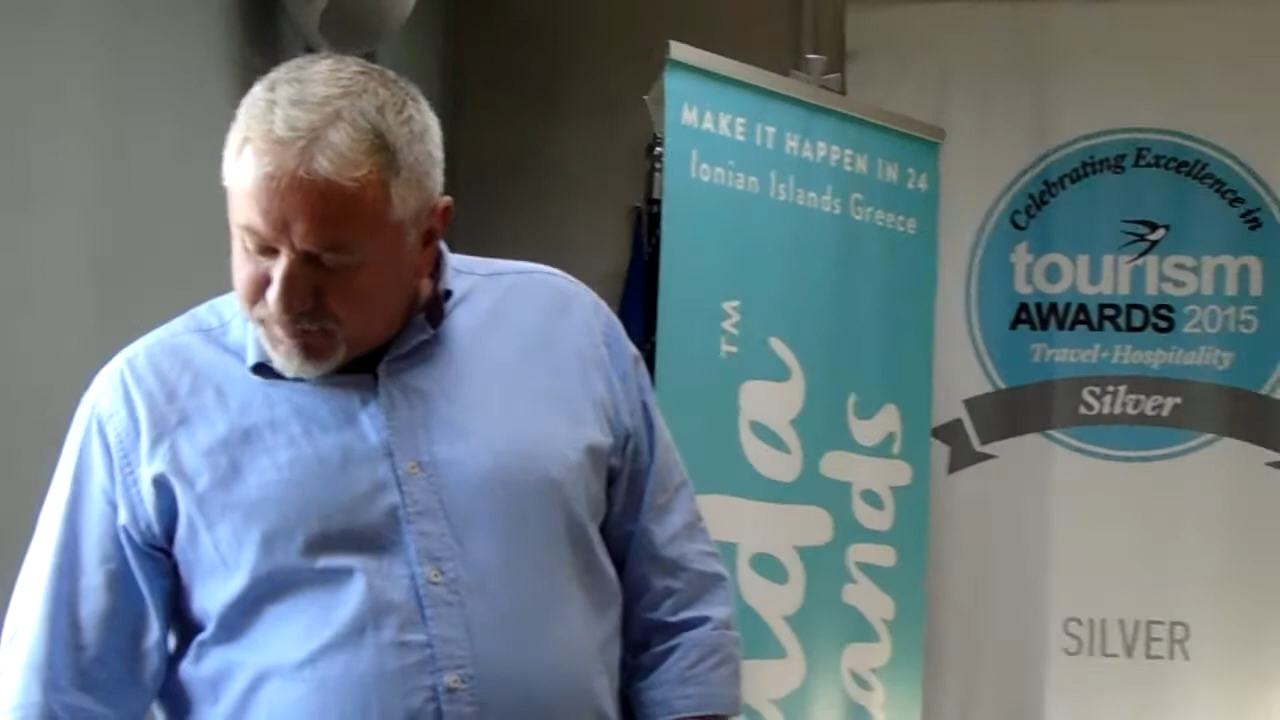 MAKE IT HAPPEN IN 24
Ionian Islands Greece
TM
Celebrating Excellence in
tourism
AWARDS 2015
Travel+Hospitality
Silver
SILVER